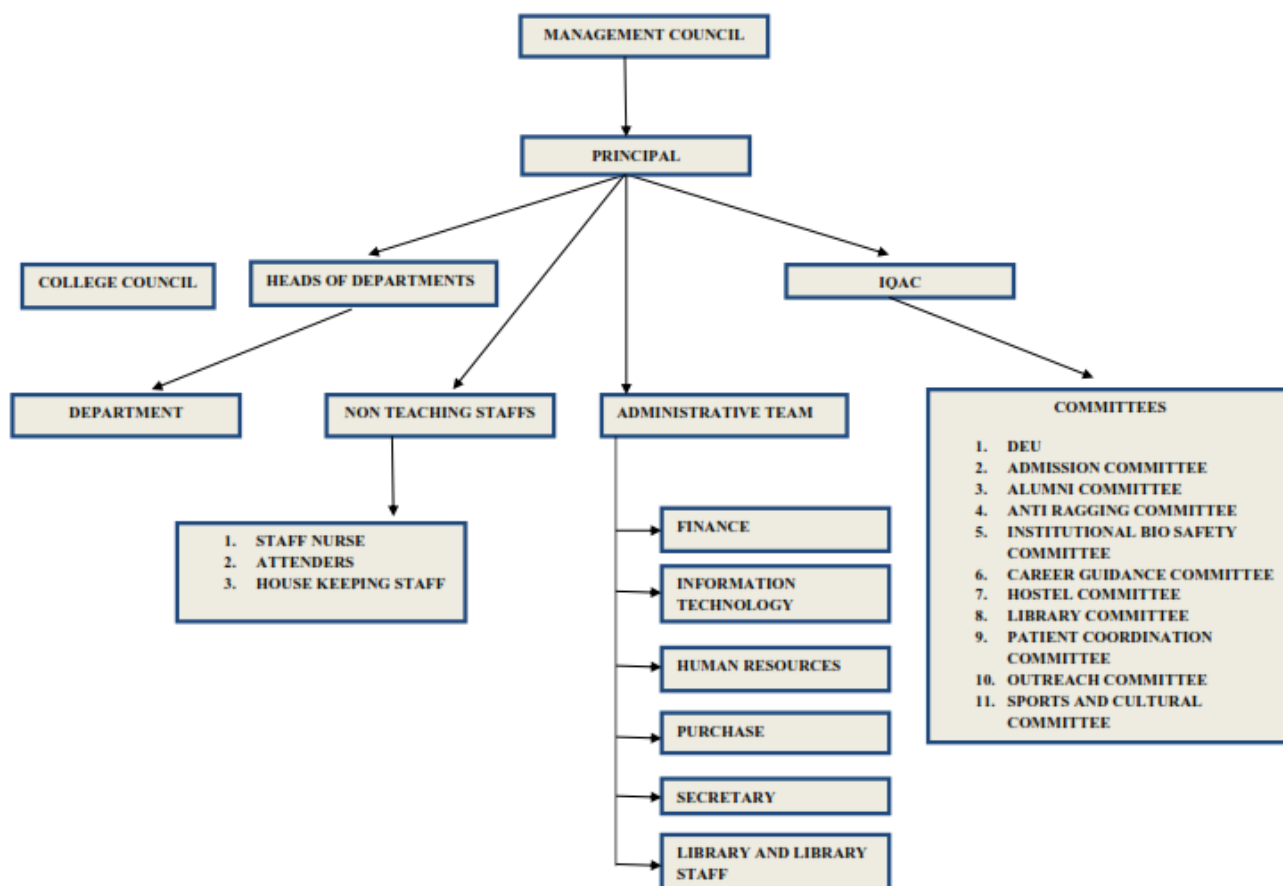 MANAGEMENT COUNCIL
PRINCIPAL
COLLEGE COUNCIL
HEADS OF DEPARTMENTS
IQAC
DEPARTMENT
NON TEACHING STAFFS
ADMINISTRATIVE TEAM
1. STAFF NURSE
2. ATTENDERS
3. HOUSE KEEPING STAFF
FINANCE
INFORMATION
TECHNOLOGY
HUMAN RESOURCES
PURCHASE
SECRETARY
LIBRARY AND LIBRARY
STAFF
COMMITTEES
1. DEU
2. ADMISSION COMMITTEE
3. ALUMNI COMMITTEE
4. ANTI RAGGING COMMITTEE
5. INSTITUTIONAL BIO SAFETY
COMMITTEE
6. CAREER GUIDANCE COMMITTEE
7. HOSTEL COMMITTEE
8. LIBRARY COMMITTEE
9. PATIENT COORDINATION
COMMITTEE
10. OUTREACH COMMITTEE
11. SPORTS AND CULTURAL
COMMITTEE